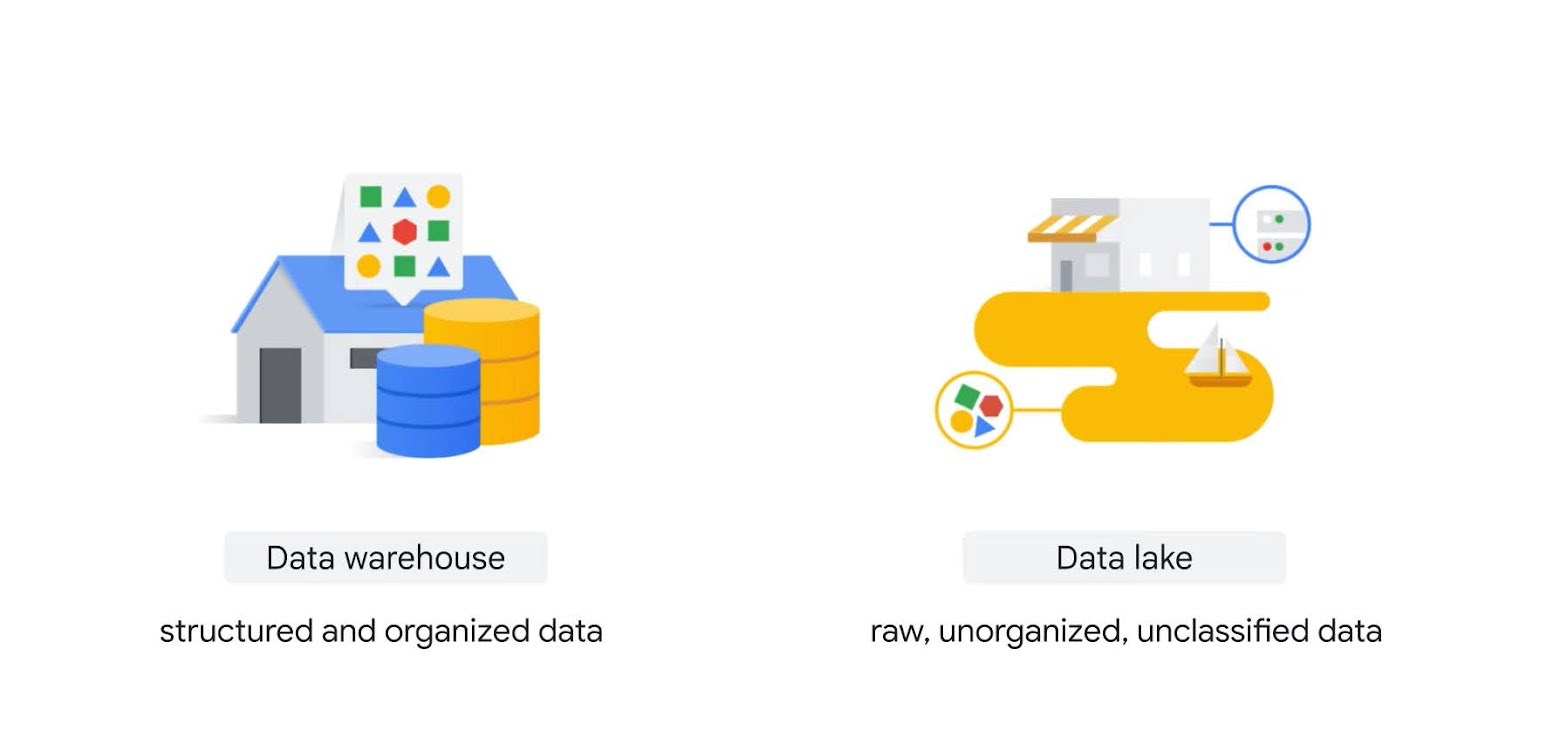 Data warehouse
structured and organized data
Data lake
raw, unorganized, unclassified data